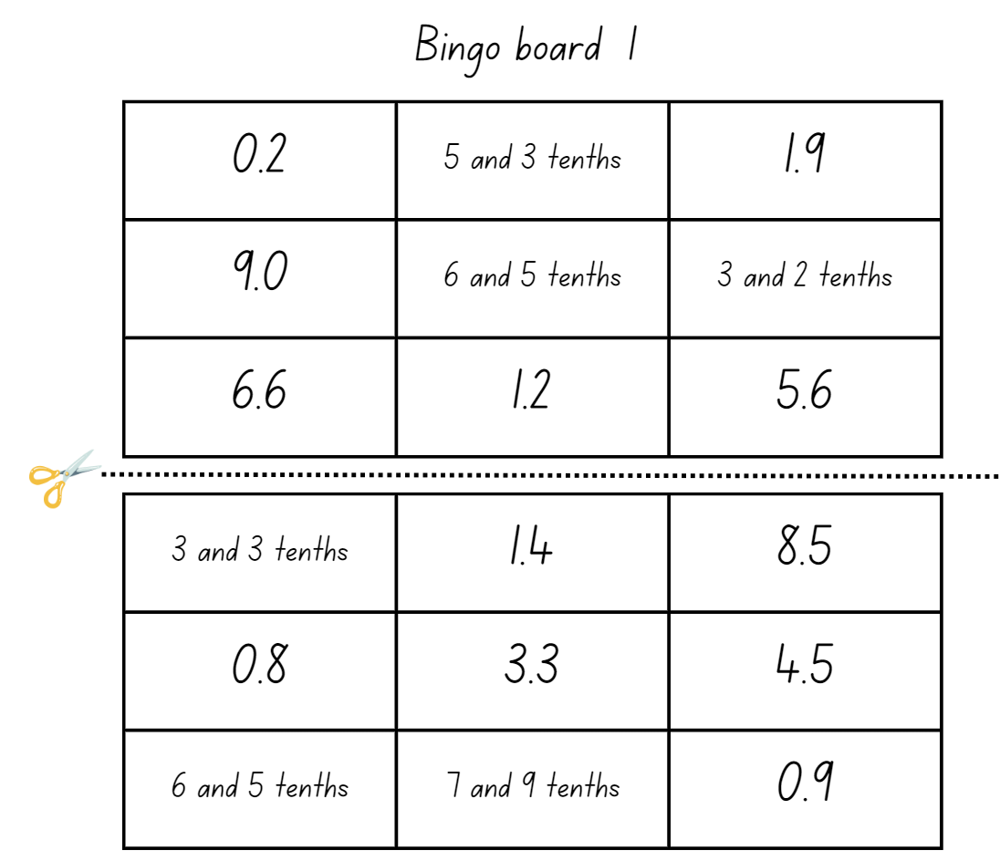 Bingo board 1
0.2 5 and 3 tenths 1.9
9.0 6 and 5 tenths 3 and 2 tenths
6.6 1.2 5.6
3 and 3 tenths 1.4 8.5
0.8 3.3 4.5
6 and 5 tenths 7 and 9 tenths 0.9